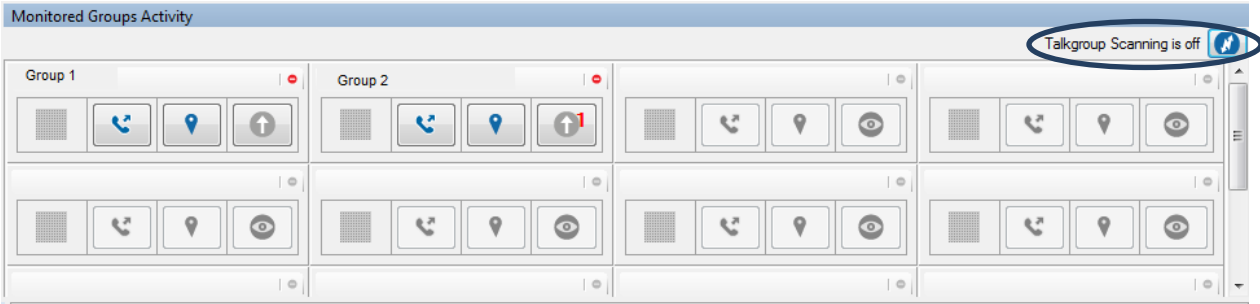 Monitored Groups Activity
Talkgroup Scanning is off
Group 1
Group 2
1